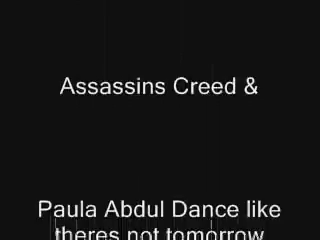 Assassins Creed &
Paula Abdul Dance like
theres not tomorrow